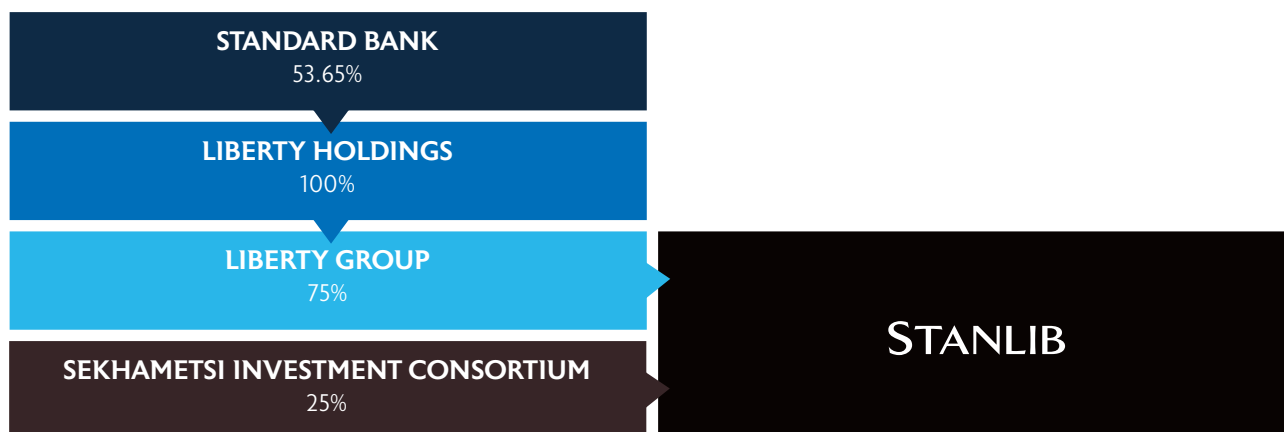 STANDARD BANK
53.65%
LIBERTY HOLDINGS
100%
LIBERTY GROUP
75%
SEKHAMETSI INVESTMENT CONSORTIUM
25%
STANLIB